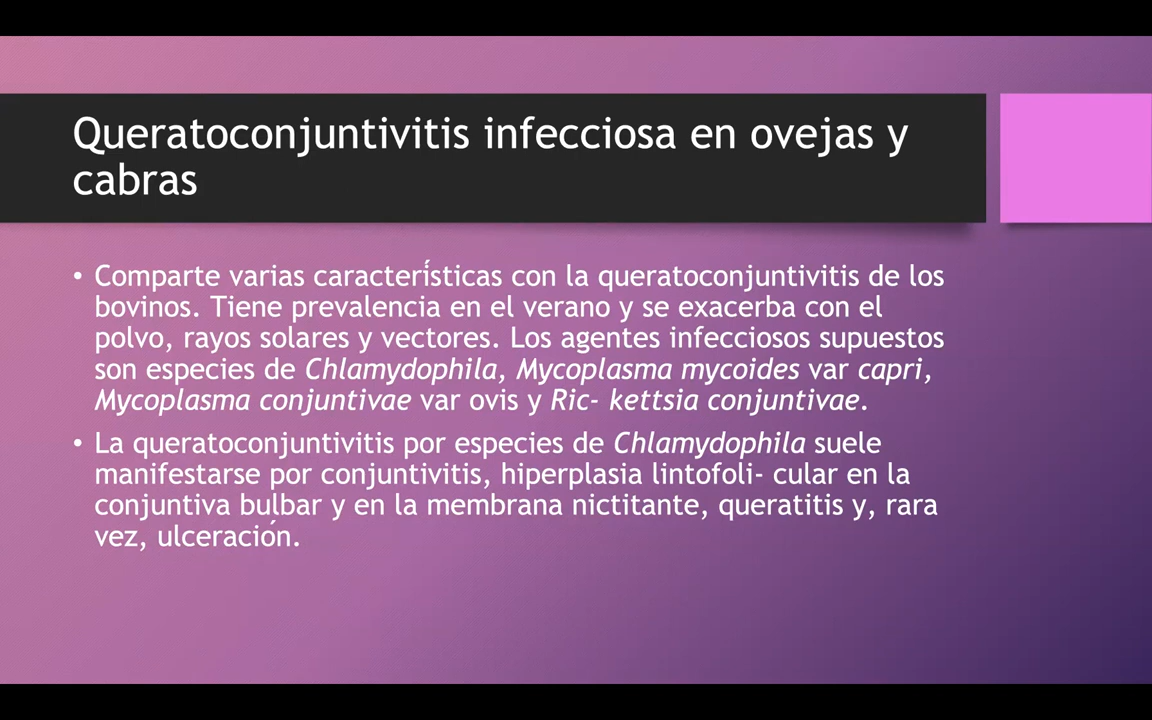 Queratoconjuntivitis infecciosa en ovejas y
cabras
• Comparte varias características con la queratoconjuntivitis de los
bovinos. Tiene prevalencia en el verano y se exacerba con el
polvo, rayos solares y vectores. Los agentes infecciosos supuestos
son especies de Chlamydophila, Mycoplasma mycoides var capri,
Mycoplasma conjuntivae var ovis y Ric- kettsia conjuntivae.
• La queratoconjuntivitis por especies de Chlamydophila suele
manifestarse por conjuntivitis, hiperplasia lintofoli- cular en la
conjuntiva bulbar y en la membrana nictitante, queratitis y, rara
vez, ulceración.